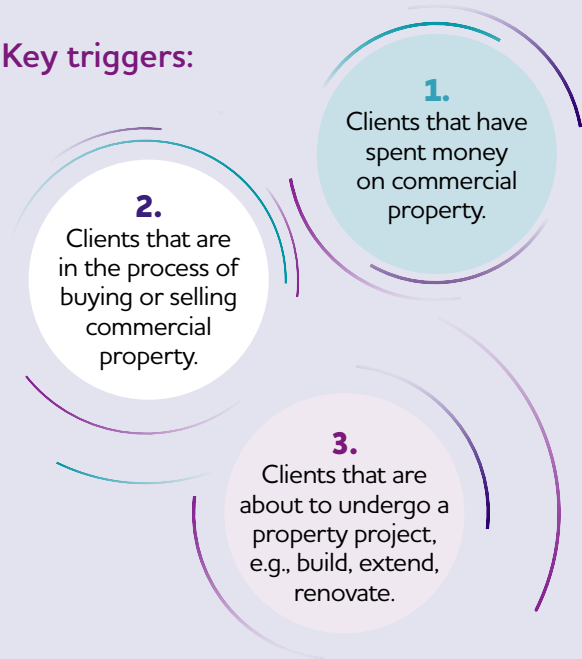 Key triggers:
1.
Clients that have
spent money
on commercial
property.
2.
Clients that are
in the process of
buying or selling
commercial
property.
3.
Clients that are
about to undergo a
property project,
e.g., build, extend,
renovate.